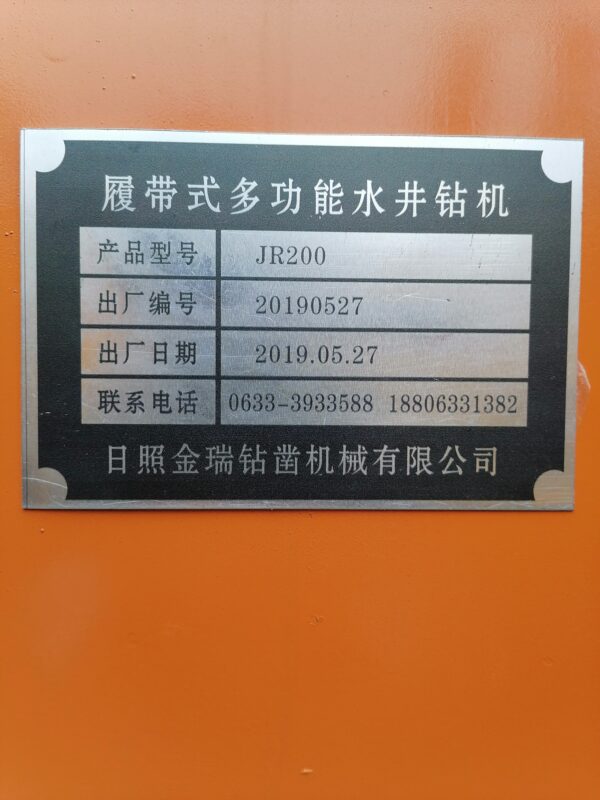 履带式多功能水井钻机
产品型号 JR200
出厂编号 20190527
出厂日期 2019.05.27
联系电话 0633-3933588 18806331382
日照金瑞钻凿机械有限公司